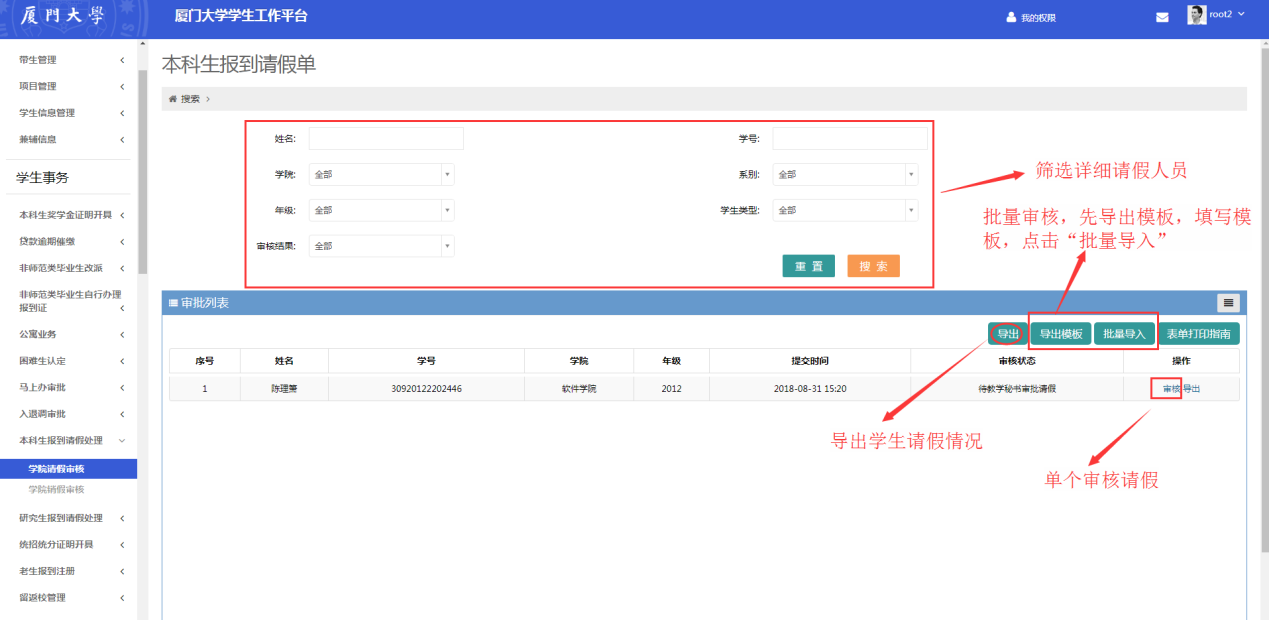 厦门大學
厦门大学学生工作平台
我的权限
root2
带生管理
项目管理
学生信息管理
兼辅信息
学生事务
本科生奖学金证明开具
贷款逾期催缴
非师范类毕业生改派
非师范类毕业生自行办理
报到证
公寓业务
困难生认定
马上办审批
入退调审批
本科生报到请假处理
学院请假审核
学院销假审核
研究生报到请假处理
统招统分证明开具
老生报到注册
留返校管理
本科生报到请假单
搜索
姓名:
学号:
学院: 全部
系别: 全部
年级: 全部
学生类型: 全部
审核结果: 全部
重 置 搜 索
筛选详细请假人员
批量审核，先导出模板，填写模
板，点击“批量导入”
审批列表
导出 导出模板 批量导入 表单打印指南
序号 姓名 学号 学院 年级 提交时间 审核状态 操作
1 陈理箫 30920122202446 软件学院 2012 2018-08-31 15:20 待教学秘书审批请假 审核 导出
导出学生请假情况
单个审核请假